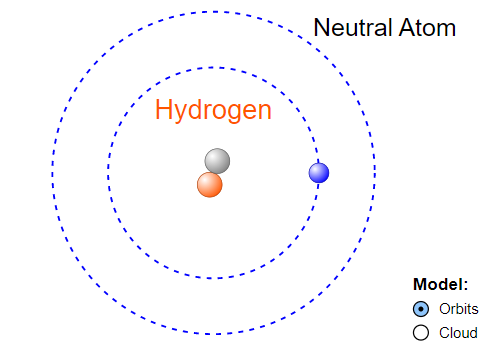 Neutral Atom
Hydrogen
Model:
Orbits
Cloud